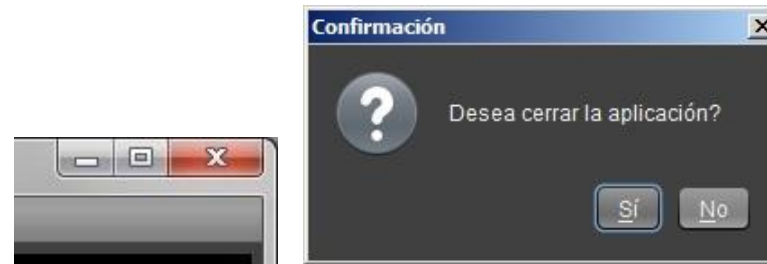 Confirmación
Desea cerrar la aplicación?
Sí
No